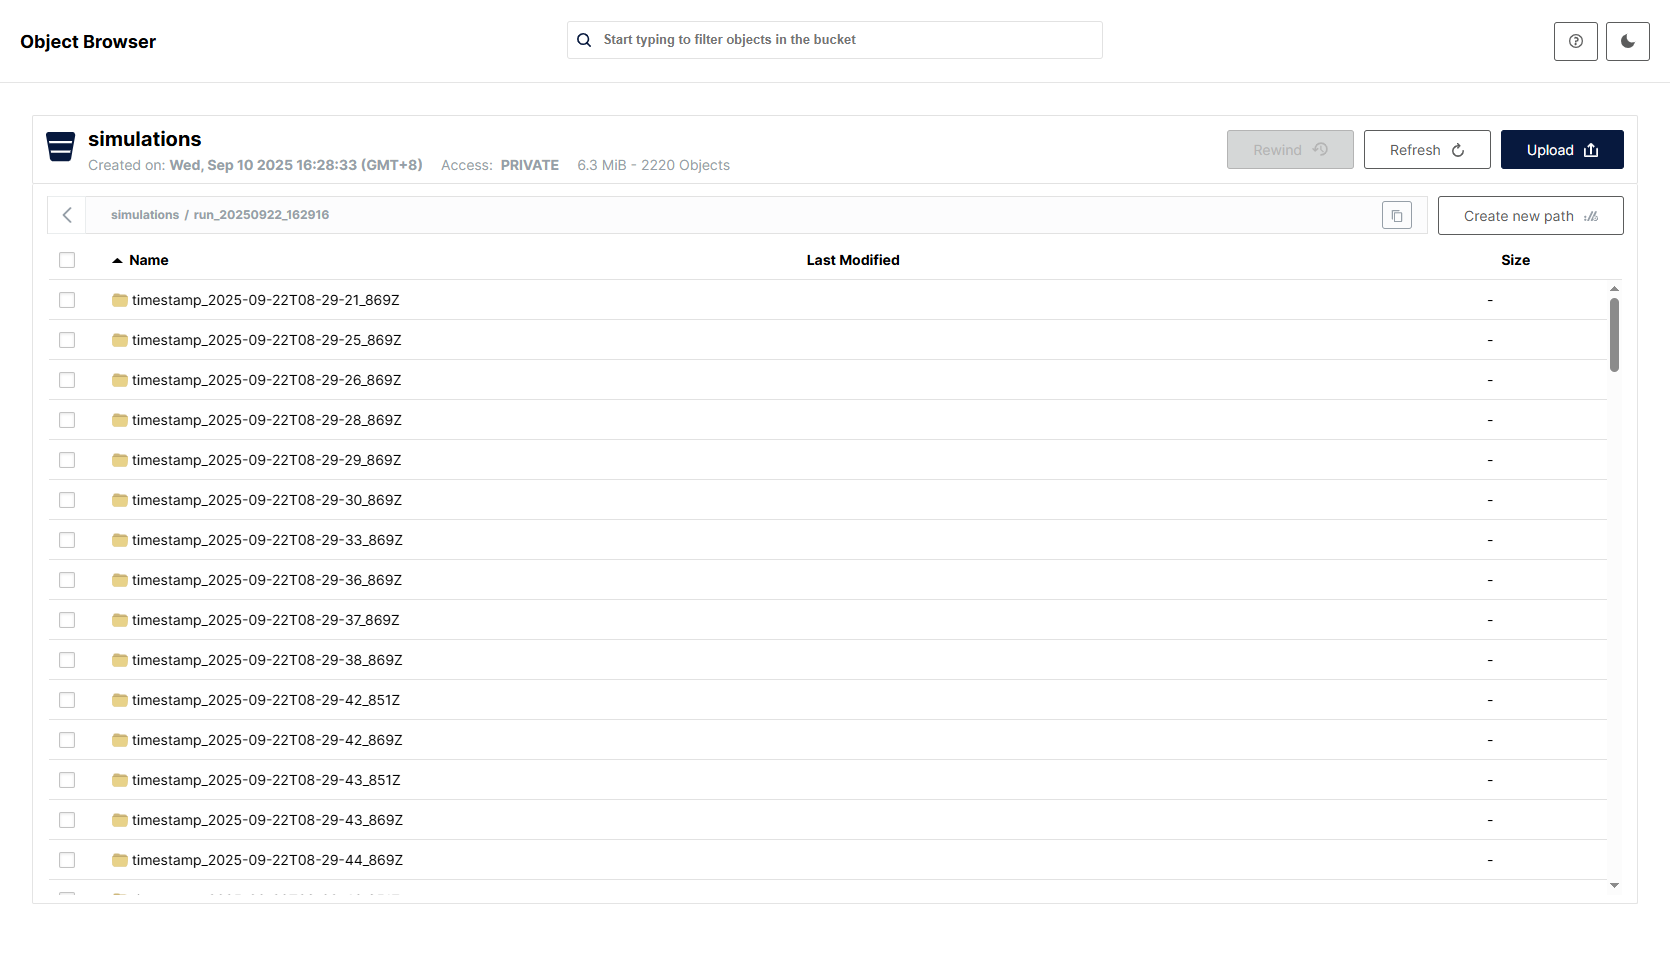 Object Browser
Start typing to filter objects in the bucket
simulations
Created on: Wed, Sep 10 2025 16:28:33 (GMT+8) Access: PRIVATE 6.3 MiB - 2220 Objects
Rewind
Refresh
Upload
simulations / run_20250922_162916
Create new path
Name Last Modified Size
timestamp_2025-09-22T08-29-21_869Z -
timestamp_2025-09-22T08-29-25_869Z -
timestamp_2025-09-22T08-29-26_869Z -
timestamp_2025-09-22T08-29-28_869Z -
timestamp_2025-09-22T08-29-29_869Z -
timestamp_2025-09-22T08-29-30_869Z -
timestamp_2025-09-22T08-29-33_869Z -
timestamp_2025-09-22T08-29-36_869Z -
timestamp_2025-09-22T08-29-37_869Z -
timestamp_2025-09-22T08-29-38_869Z -
timestamp_2025-09-22T08-29-42_851Z -
timestamp_2025-09-22T08-29-42_869Z -
timestamp_2025-09-22T08-29-43_851Z -
timestamp_2025-09-22T08-29-43_869Z -
timestamp_2025-09-22T08-29-44_869Z -